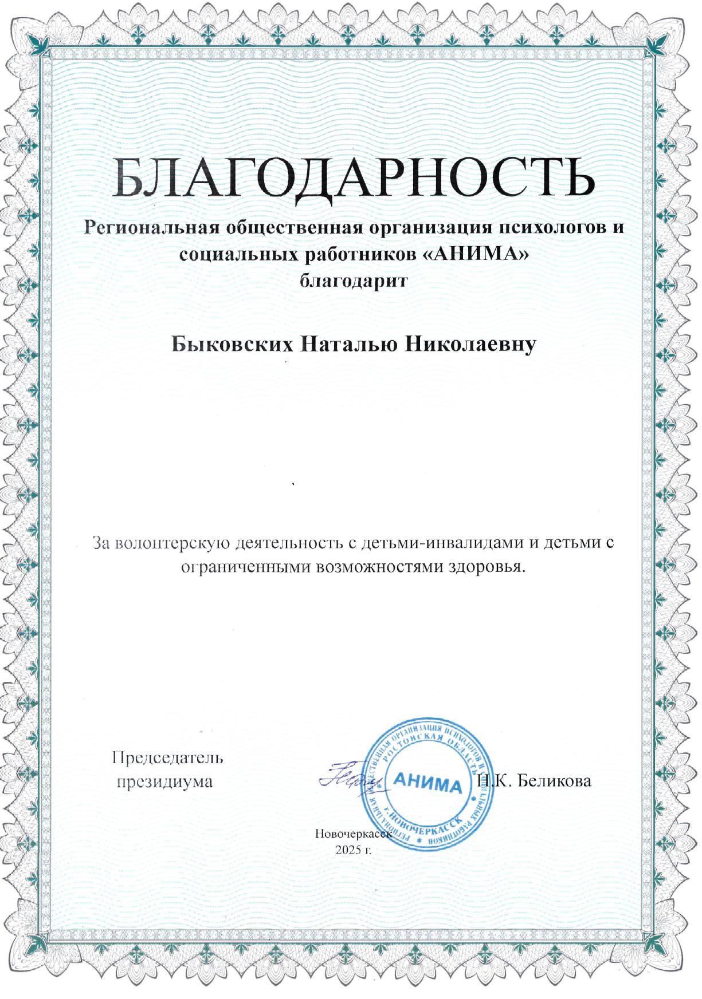 БЛАГОДАРНОСТЬ
Региональная общественная организация психологов и
социальных работников «АНИМА»
благодарит
Быковских Наталью Николаевну
За волонтерскую деятельность с детьми-инвалидами и детьми с
ограниченными возможностями здоровья.
Председатель
президиума
РЕГИОНАЛЬНАЯ ОБЩЕСТВЕННАЯ ОРГАНИЗАЦИЯ ПСИХОЛОГОВ И СОЦИАЛЬНЫХ РАБОТНИКОВ
РОСТОВСКАЯ ОБЛАСТЬ
АНИМА
г. НОВОЧЕРКАССК
Н.К. Беликова
Новочеркасск
2025 г.